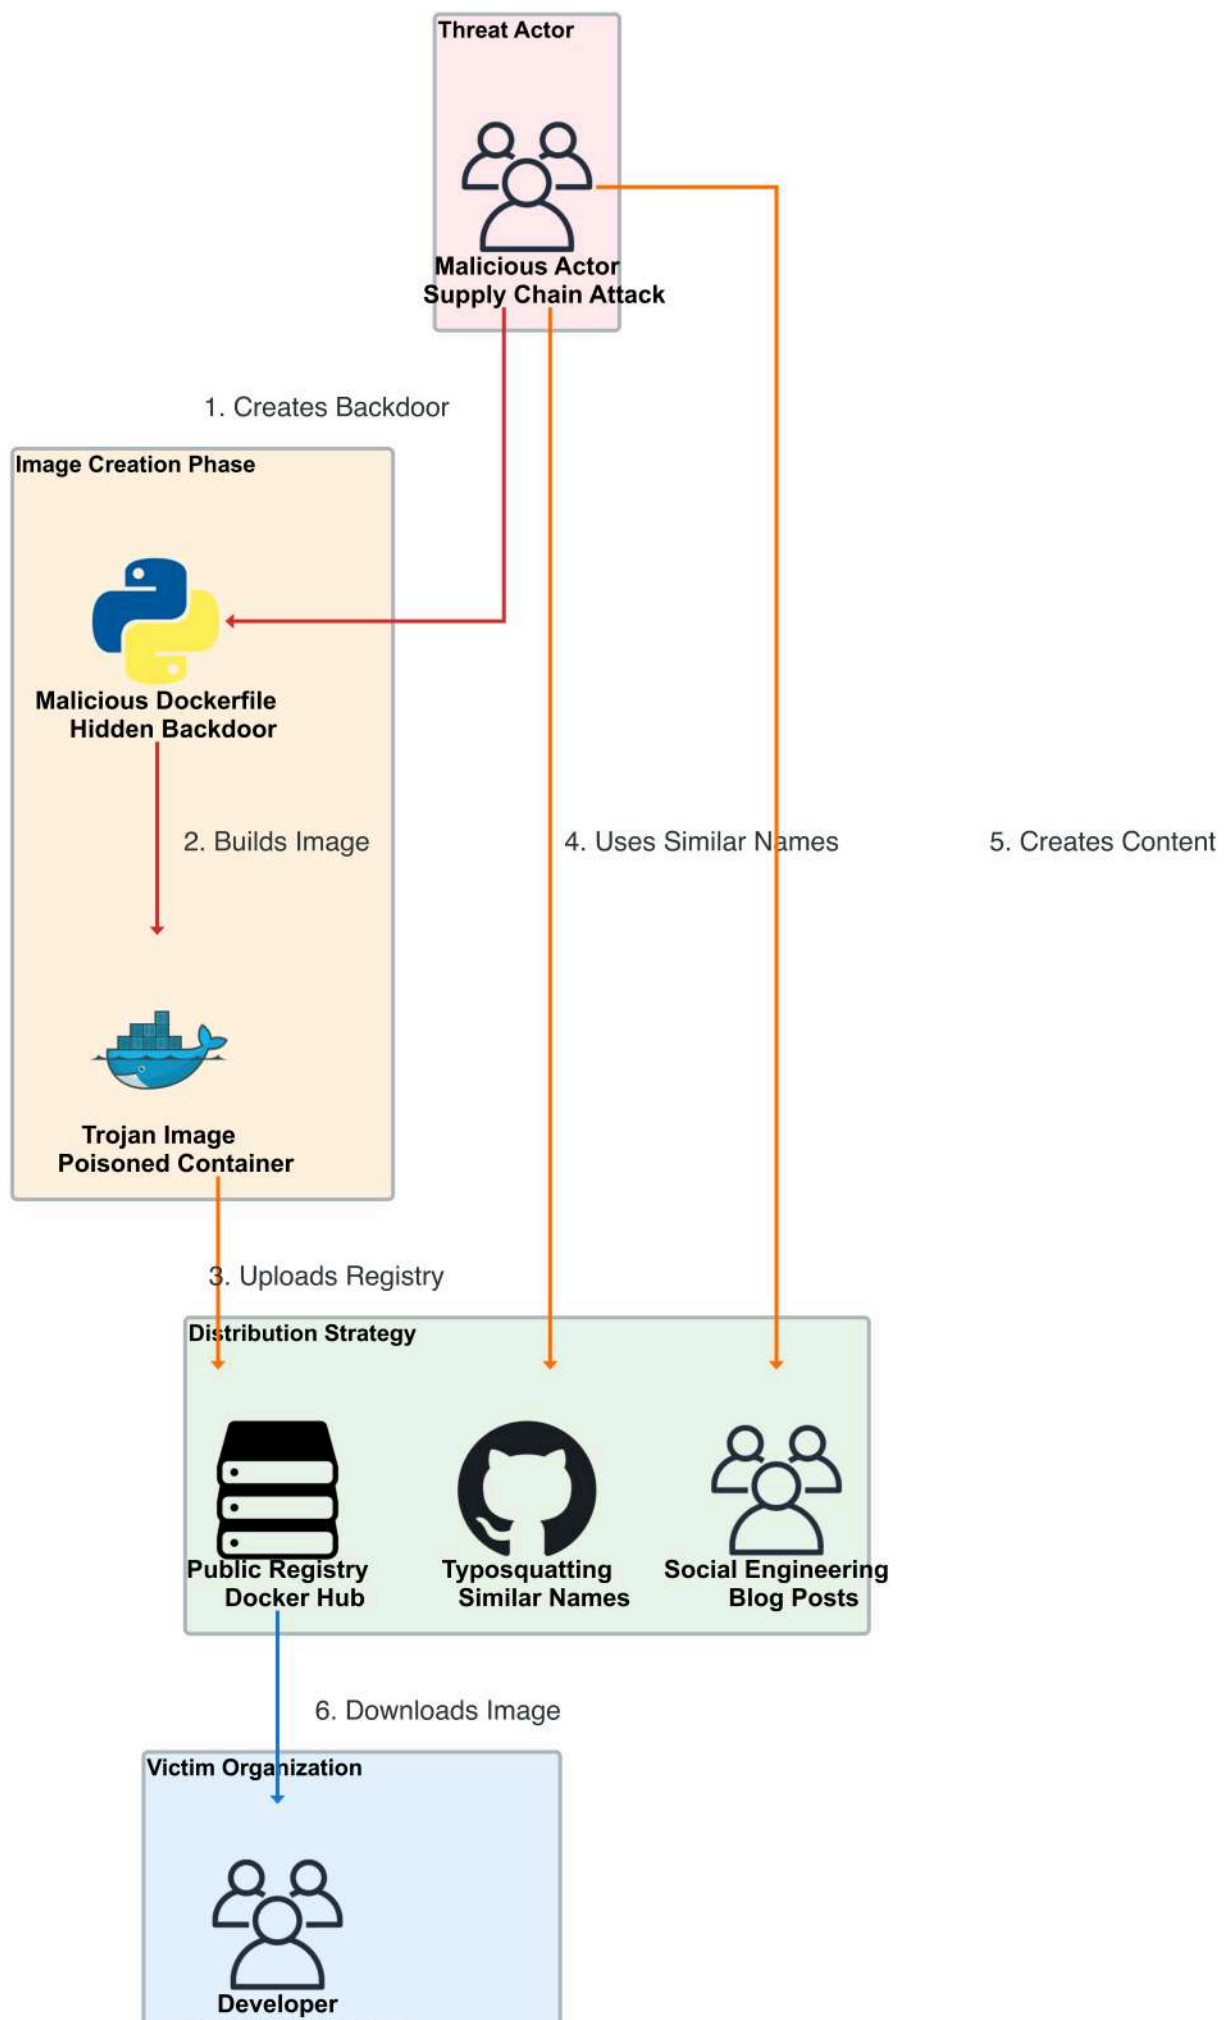 Threat Actor
Malicious Actor
Supply Chain Attack
1. Creates Backdoor
Image Creation Phase
Malicious Dockerfile
Hidden Backdoor
2. Builds Image
4. Uses Similar Names
5. Creates Content
Trojan Image
Poisoned Container
3. Uploads Registry
Distribution Strategy
Public Registry
Docker Hub
Typosquatting
Similar Names
Social Engineering
Blog Posts
6. Downloads Image
Victim Organization
Developer